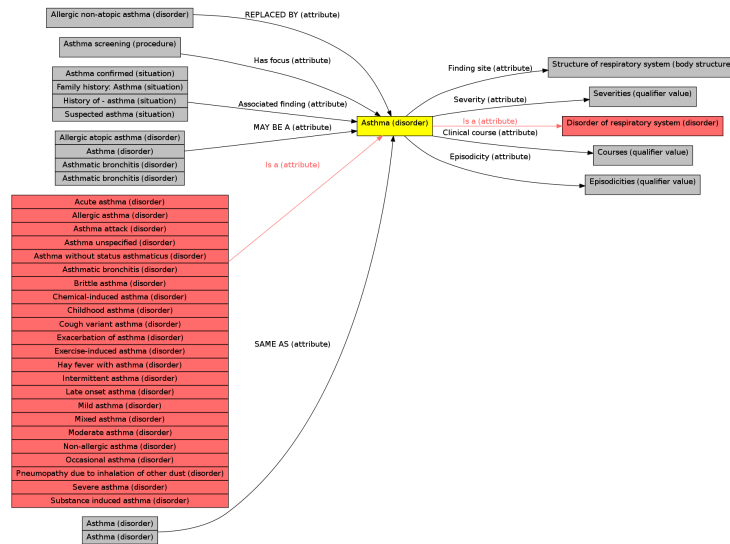 Allergic non-atopic asthma (disorder)
REPLACED BY (attribute)
Asthma screening (procedure)
Has focus (attribute)
Asthma confirmed (situation)
Family history: Asthma (situation)
History of - asthma (situation)
Suspected asthma (situation)
Associated finding (attribute)
Allergic atopic asthma (disorder)
Asthma (disorder)
Asthmatic bronchitis (disorder)
Asthmatic bronchitis (disorder)
MAY BE A (attribute)
Is a (attribute)
Acute asthma (disorder)
Allergic asthma (disorder)
Asthma attack (disorder)
Asthma unspecified (disorder)
Asthma without status asthmaticus (disorder)
Asthmatic bronchitis (disorder)
Brittle asthma (disorder)
Chemical-induced asthma (disorder)
Childhood asthma (disorder)
Cough variant asthma (disorder)
Exacerbation of asthma (disorder)
Exercise-induced asthma (disorder)
Hay fever with asthma (disorder)
Intermittent asthma (disorder)
Late onset asthma (disorder)
Mild asthma (disorder)
Mixed asthma (disorder)
Moderate asthma (disorder)
Non-allergic asthma (disorder)
Occasional asthma (disorder)
Pneumopathy due to inhalation of other dust (disorder)
Severe asthma (disorder)
Substance induced asthma (disorder)
SAME AS (attribute)
Asthma (disorder)
Asthma (disorder)
Asthma (disorder)
Finding site (attribute)
Structure of respiratory system (body structure
Severity (attribute)
Severities (qualifier value)
Is a (attribute)
Disorder of respiratory system (disorder)
Clinical course (attribute)
Courses (qualifier value)
Episodicity (attribute)
Episodicities (qualifier value)